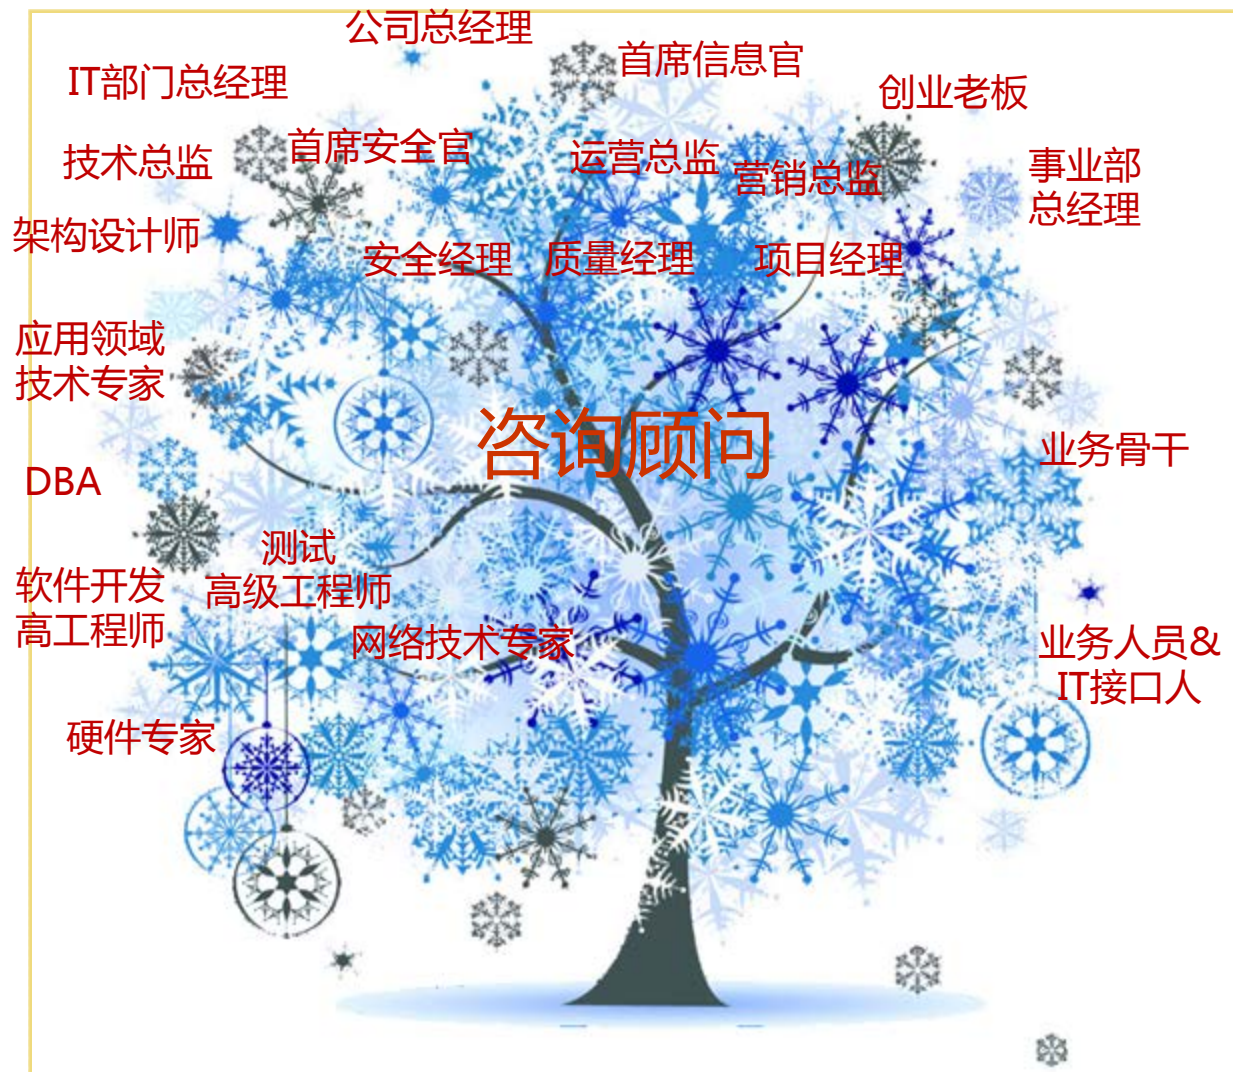 公司总经理
首席信息官
IT部门总经理
创业老板
首席安全官
运营总监
技术总监
营销总监
事业部
总经理
架构设计师
安全经理
质量经理
项目经理
应用领域
技术专家
咨询顾问
业务骨干
DBA
测试
高级工程师
软件开发
高工程师
网络技术专家
业务人员&
IT接口人
硬件专家